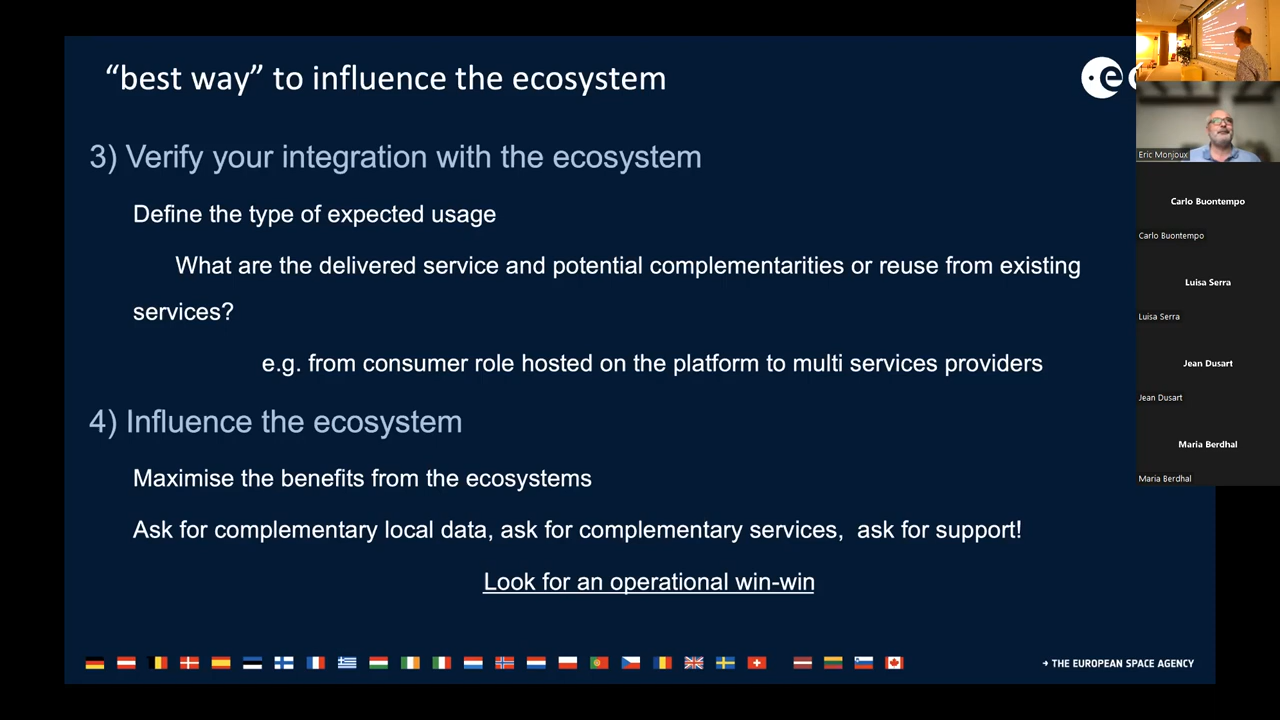 “best way” to influence the ecosystem
3) Verify your integration with the ecosystem
Define the type of expected usage
What are the delivered service and potential complementarities or reuse from existing
services?
e.g. from consumer role hosted on the platform to multi services providers
4) Influence the ecosystem
Maximise the benefits from the ecosystems
Ask for complementary local data, ask for complementary services,  ask for support!
Look for an operational win-win
→ THE EUROPEAN SPACE AGENCY
Eric Monjoux
Carlo Buontempo
Carlo Buontempo
Luisa Serra
Luisa Serra
Jean Dusart
Jean Dusart
Maria Berdhal
Maria Berdhal